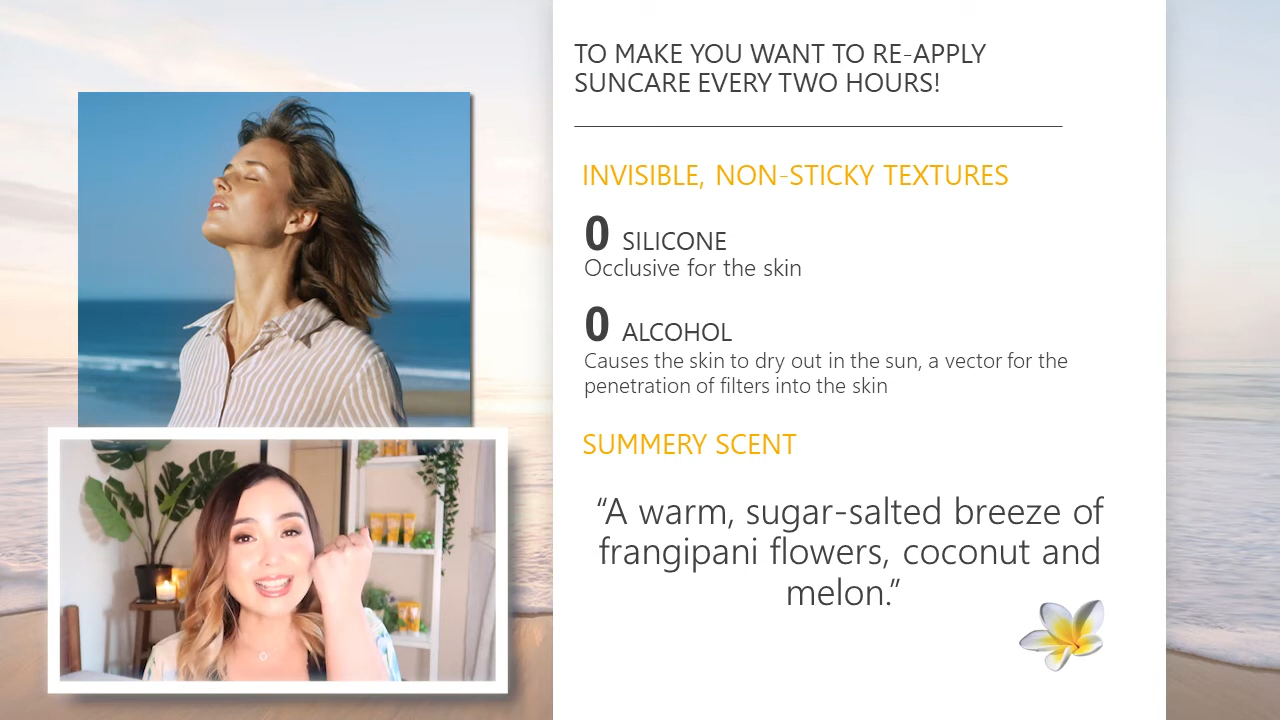 TO MAKE YOU WANT TO RE-APPLY
SUNCARE EVERY TWO HOURS!
INVISIBLE, NON-STICKY TEXTURES
0 SILICONE
Occlusive for the skin
0 ALCOHOL
Causes the skin to dry out in the sun, a vector for the
penetration of filters into the skin
SUMMERY SCENT
“A warm, sugar-salted breeze of
frangipani flowers, coconut and
melon.”